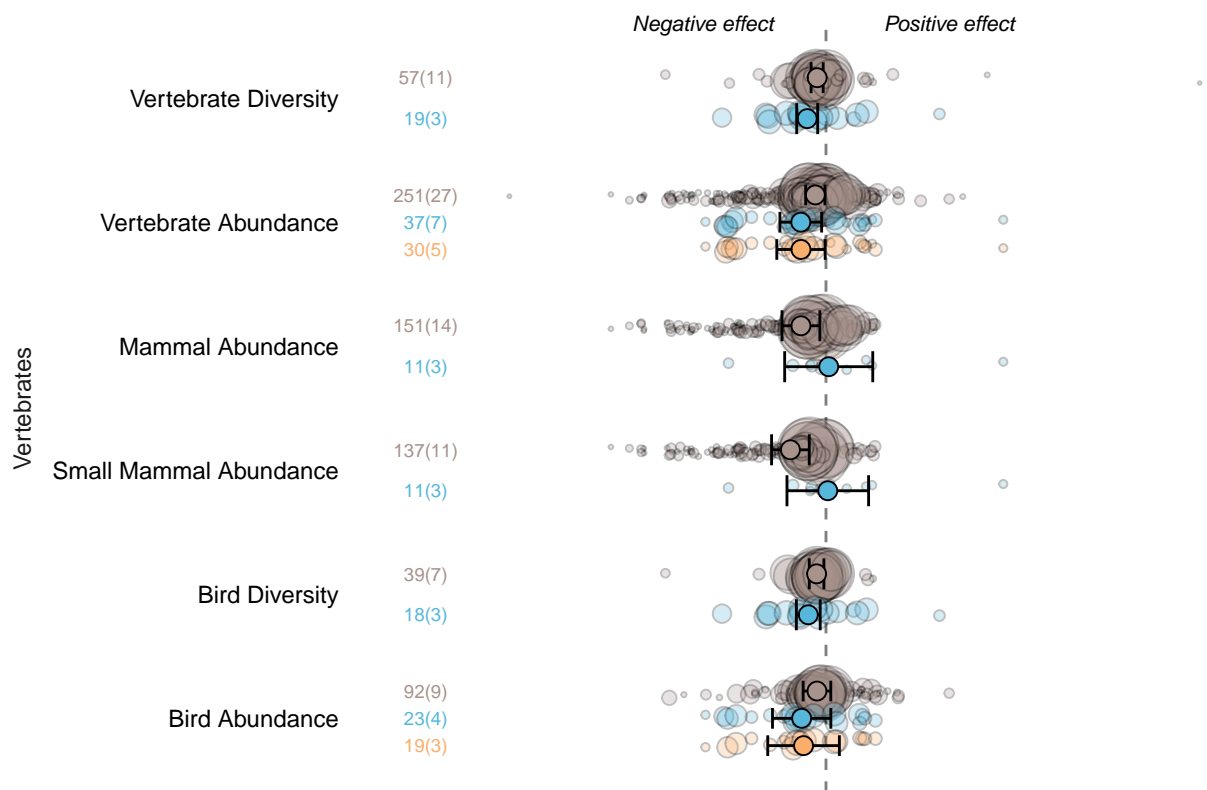 Negative effect Positive effect
Vertebrates
Vertebrate Diversity
57(11)
19(3)
Vertebrate Abundance
251(27)
37(7)
30(5)
Mammal Abundance
151(14)
11(3)
Small Mammal Abundance
137(11)
11(3)
Bird Diversity
39(7)
18(3)
Bird Abundance
92(9)
23(4)
19(3)